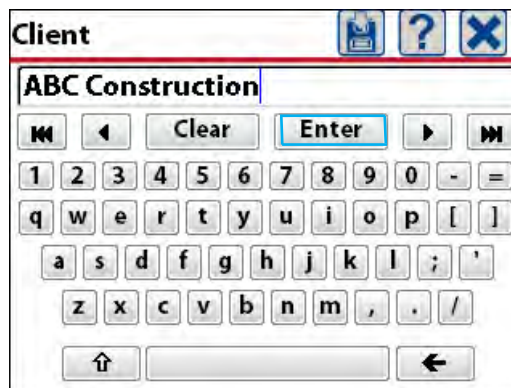 Client ?
ABC Construction
Clear Enter
1 2 3 4 5 6 7 8 9 0 - =
q w e r t y u i o p [ ]
a s d f g h j k l ; '
z x c v b n m , . /